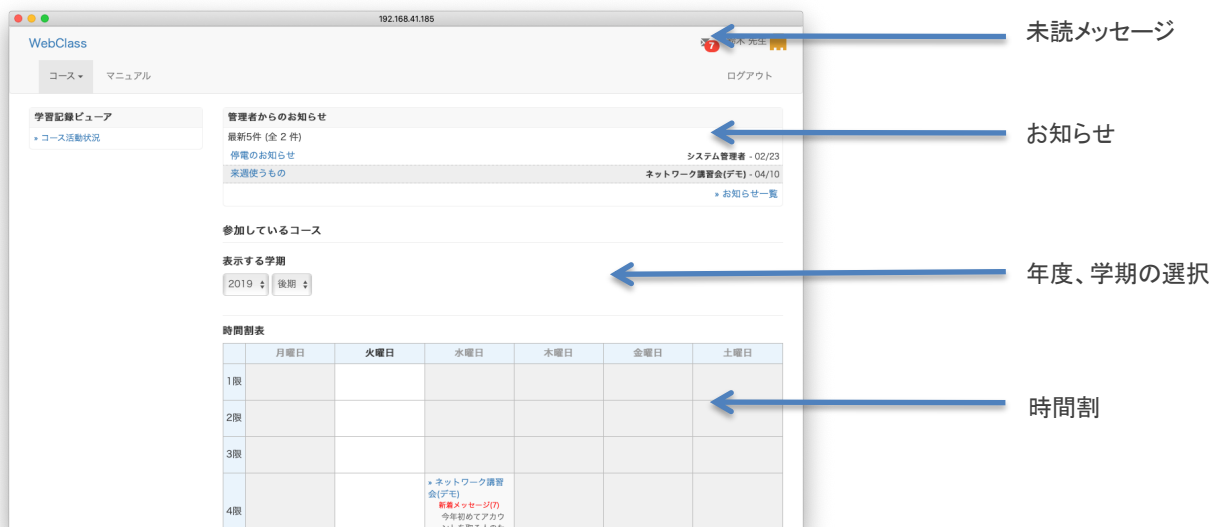 192.168.41.185
WebClass
7
先生
未読メッセージ
コース
マニュアル
ログアウト
学習記録ビューア
» コース活動状況
管理者からのお知らせ
最新5件 (全 2 件)
停電のお知らせ
システム管理者 - 02/23
来週使うもの
ネットワーク講習会(デモ) - 04/10
» お知らせ一覧
お知らせ
参加しているコース
表示する学期
2019
後期
年度、学期の選択
時間割表
月曜日
火曜日
水曜日
木曜日
金曜日
土曜日
1限
2限
3限
時間割
4限
» ネットワーク講習
会(デモ)
新着メッセージ(7)
今年初めてアカウ